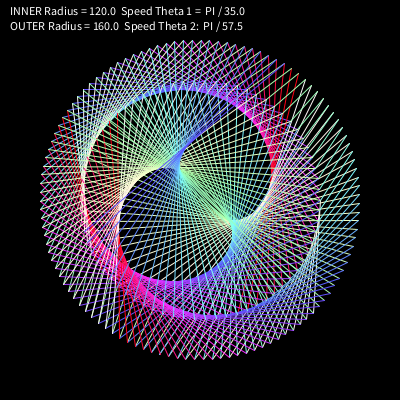 INNER Radius = 120.0  Speed Theta 1 =  PI / 35.0
OUTER Radius = 160.0  Speed Theta 2:  PI / 57.5